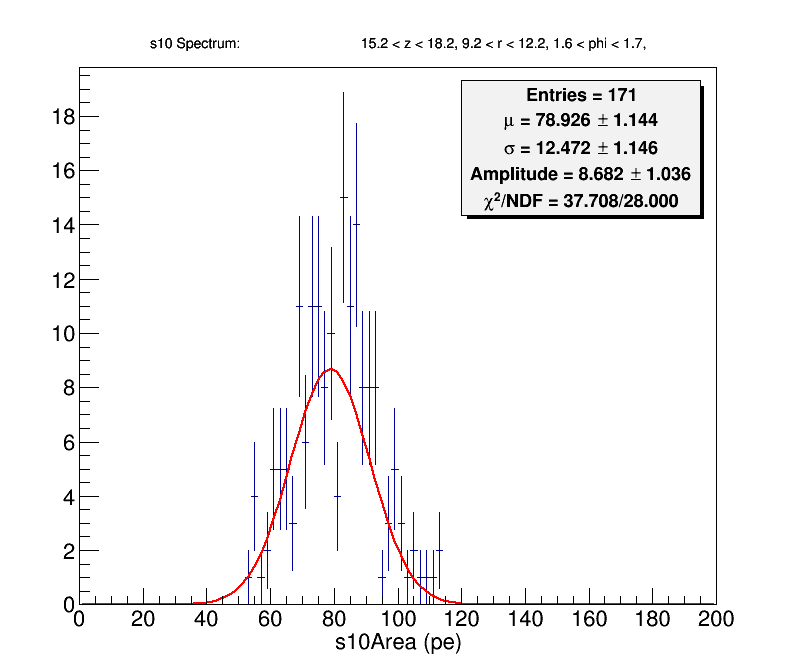 s10 Spectrum: 15.2 < z < 18.2, 9.2 < r < 12.2, 1.6 < phi < 1.7,
Entries = 171
μ = 78.926 ± 1.144
σ = 12.472 ± 1.146
Amplitude = 8.682 ± 1.036
χ²/NDF = 37.708/28.000
18
16
14
12
10
8
6
4
2
0
0 20 40 60 80 100 120 140 160 180 200
s10Area (pe)